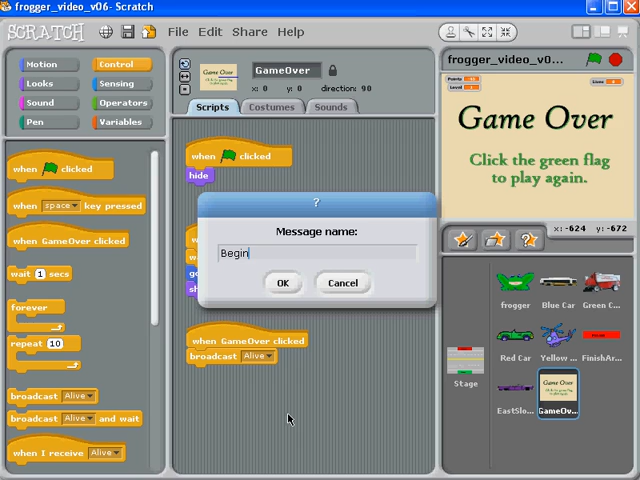 frogger_video_v06- Scratch
SCRATCH
File Edit Share Help
Motion Control
Looks Sensing
Sound Operators
Pen Variables
when clicked
when space key pressed
when GameOver clicked
wait 1 secs
forever
repeat 10
broadcast Alive
broadcast Alive and wait
when I receive Alive
GameOver
x: 0 y: 0 direction: 90
Scripts Costumes Sounds
when clicked
hide
?
Message name:
Begin
OK Cancel
when GameOver clicked
broadcast Alive
frogger_video_v0...
Points
Level
Lives
Game Over
Click the green flag
to play again.
x: -624 y: -672
frogger Blue Car Green C...
Red Car Yellow ... FinishAr...
Stage
EastSlo... GameOv...